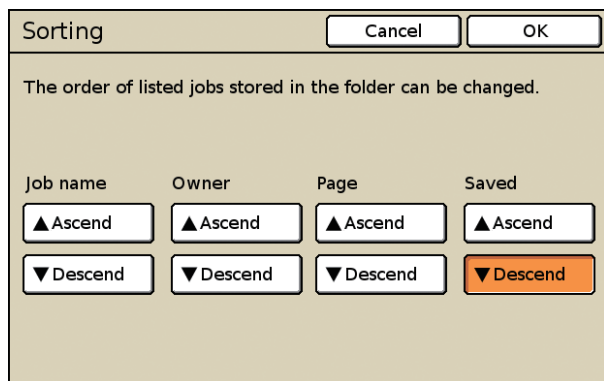 Sorting Cancel OK
The order of listed jobs stored in the folder can be changed.
Job name Owner Page Saved
▲Ascend ▲Ascend ▲Ascend ▲Ascend
▼Descend ▼Descend ▼Descend ▼Descend